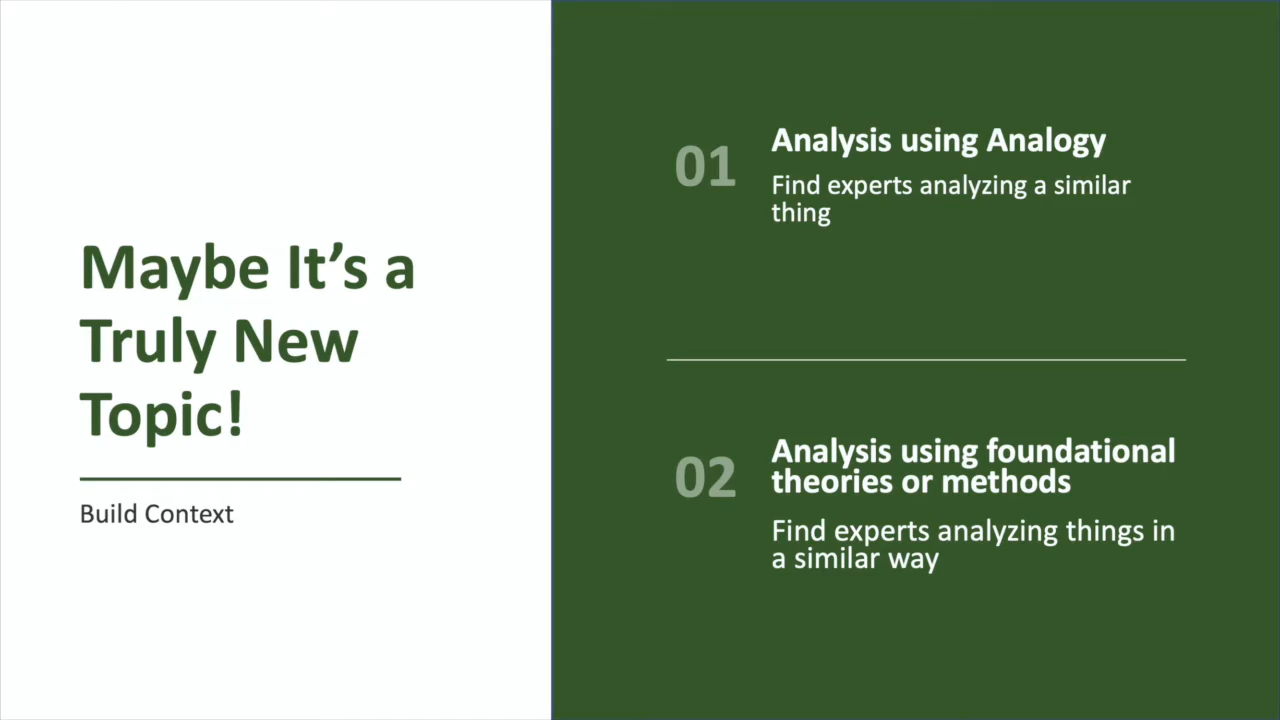 Maybe It’s a
Truly New
Topic!
Build Context
01
Analysis using Analogy
Find experts analyzing a similar
thing
02
Analysis using foundational
theories or methods
Find experts analyzing things in
a similar way